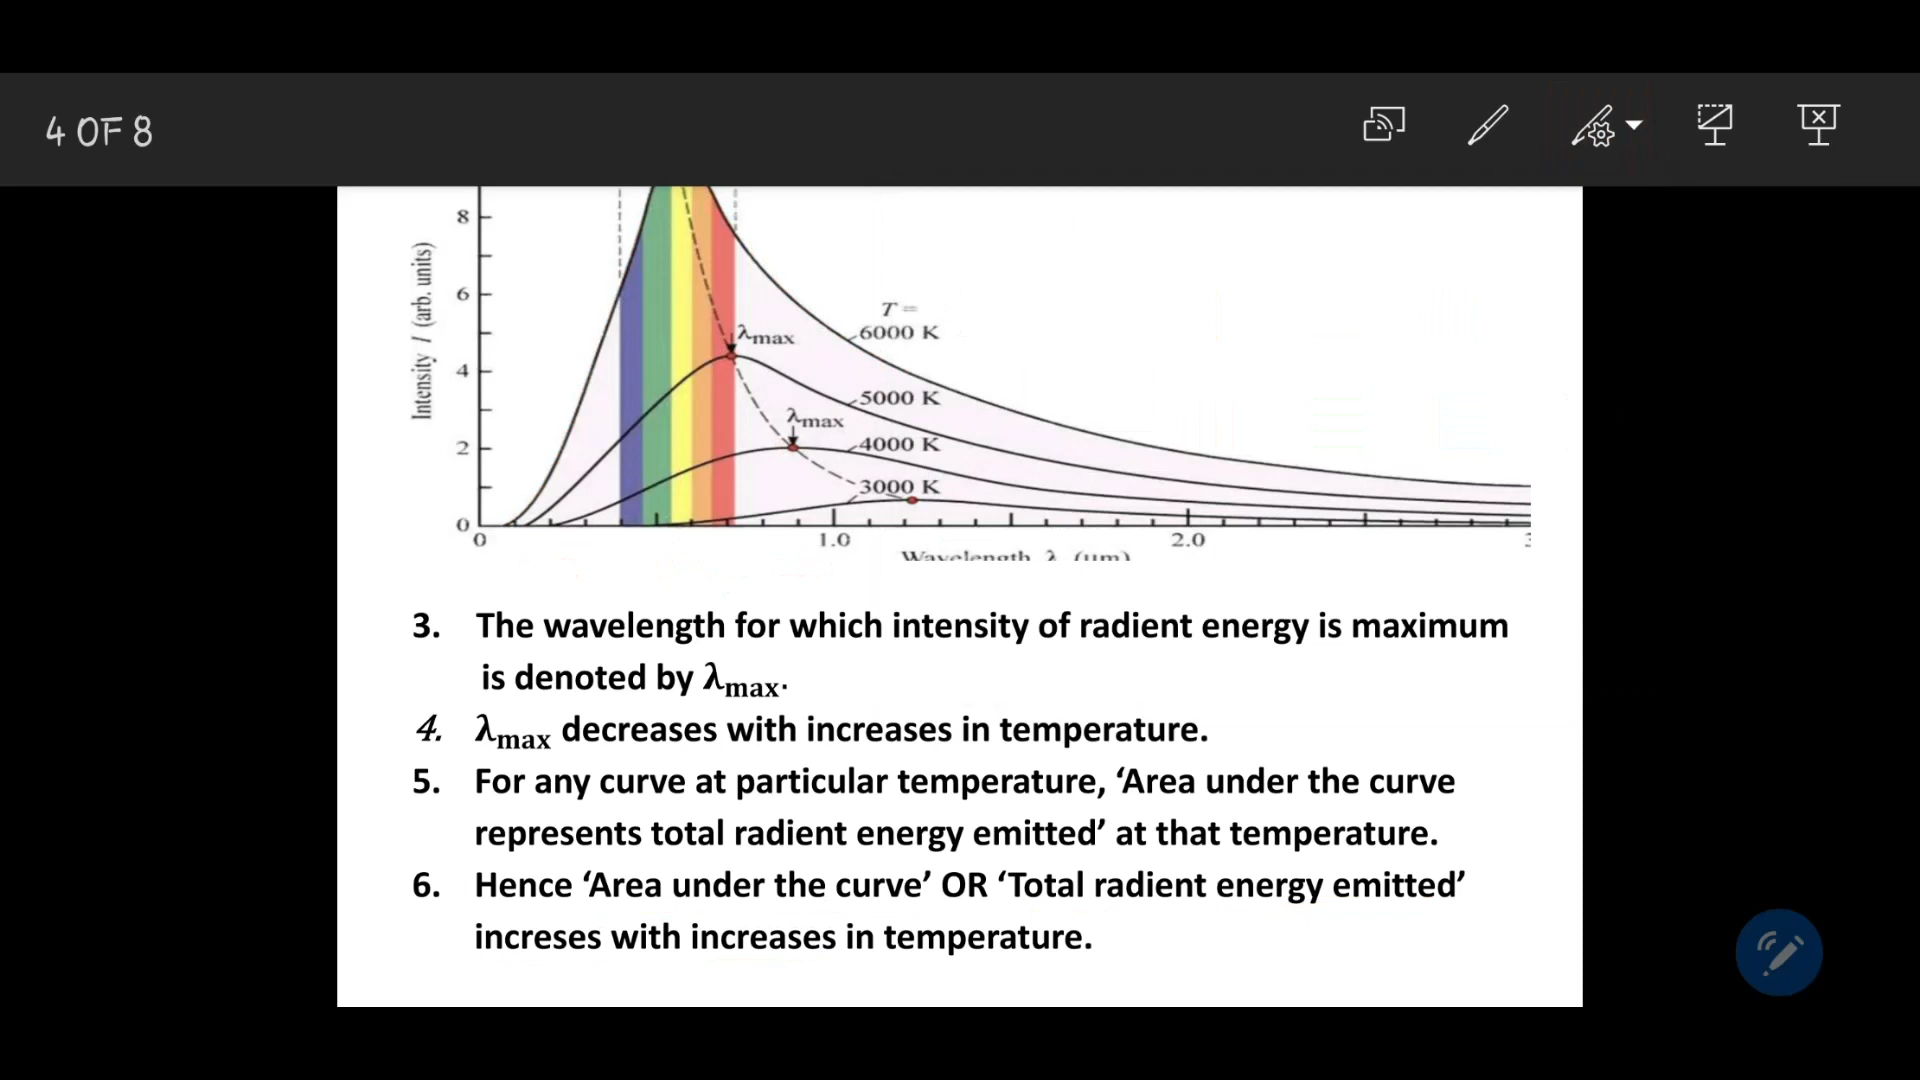 4 OF 8
8
6
4
2
0
Intensity I (arb. units)
T =
6000 K
λmax
5000 K
λmax
4000 K
3000 K
0
1.0
2.0
Wavelength λ (μm)
3. The wavelength for which intensity of radient energy is maximum
is denoted by λmax.
4. λmax decreases with increases in temperature.
5. For any curve at particular temperature, ‘Area under the curve
represents total radient energy emitted’ at that temperature.
6. Hence ‘Area under the curve’ OR ‘Total radient energy emitted’
increses with increases in temperature.